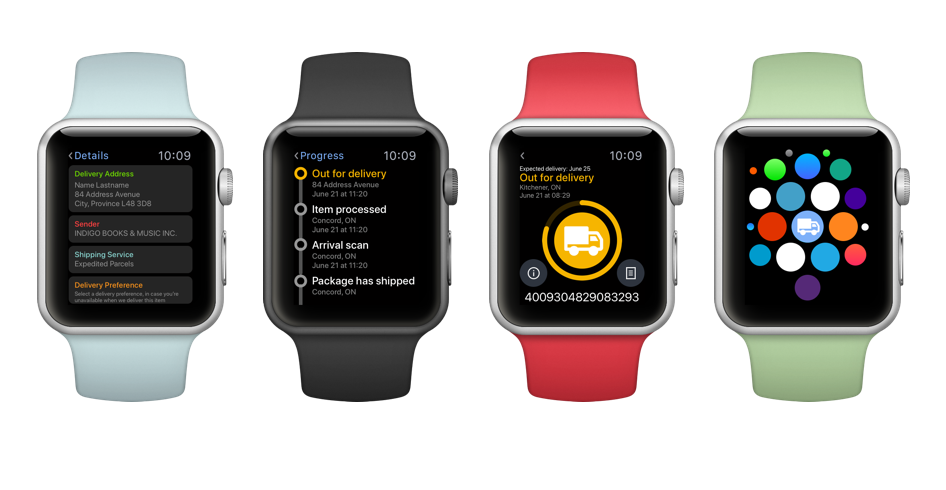 Details
10:09
Delivery Address
Name Lastname
84 Address Avenue
City, Province L4B 3D8
Sender
INDIGO BOOKS & MUSIC INC.
Shipping Service
Expedited Parcels
Delivery Preference
Select a delivery preference, in case you're
unavailable when we deliver this item
Progress
10:09
Out for delivery
84 Address Avenue
June 21 at 11:20
Item processed
Concord, ON
June 21 at 11:20
Arrival scan
Concord, ON
June 21 at 11:20
Package has shipped
Concord, ON
10:09
Expected delivery: June 25
Out for delivery
Kitchener, ON
June 21 at 08:29
4009304829083293